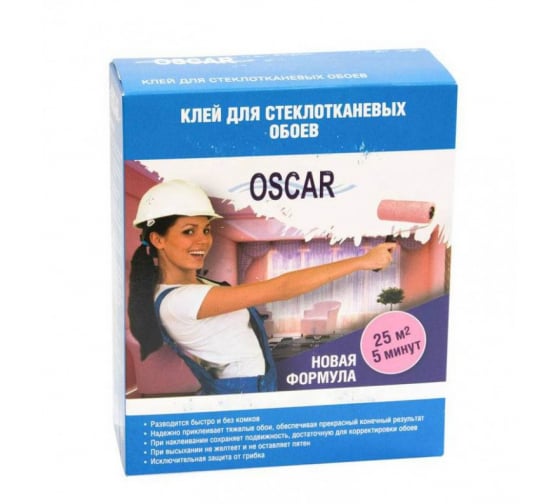 OSCAR
КЛЕЙ ДЛЯ СТЕКЛОТКАНЕВЫХ ОБОЕВ
КЛЕЙ ДЛЯ СТЕКЛОТКАНЕВЫХ
ОБОЕВ
OSCAR
25 м²
5 минут
НОВАЯ
ФОРМУЛА
• Разводится быстро и без комков
• Надежно приклеивает тяжелые обои, обеспечивая прекрасный конечный результат
• При наклеивании сохраняет подвижность, достаточную для корректировки обоев
• При высыхании не желтеет и не оставляет пятен
• Исключительная защита от грибка